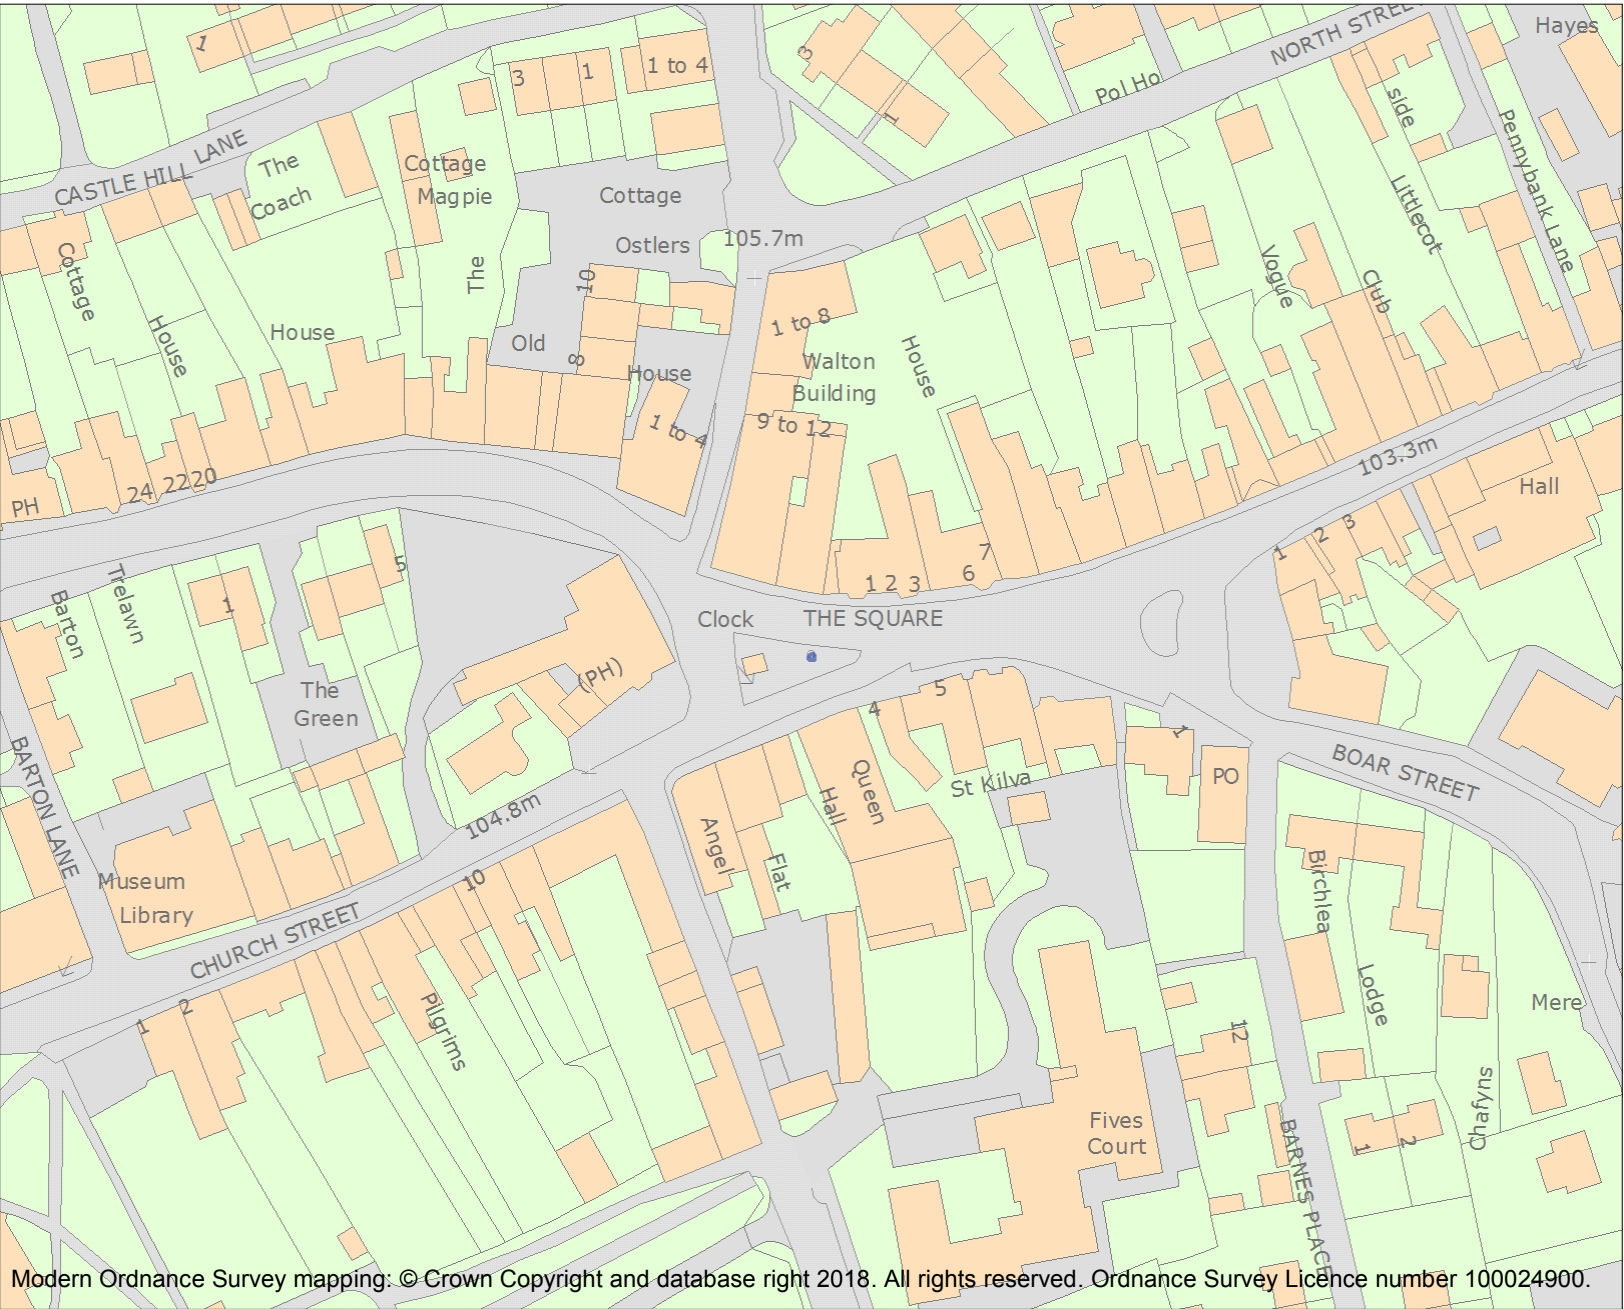 Hayes
NORTH STREET
1
3
1
1 to 4
3
1
Pol Ho
side
Pennybank Lane
CASTLE HILL LANE
The
Coach
Cottage
Magpie
Cottage
Ostlers
105.7m
Littlecot
Cottage
House
House
The
Old
10
8
House
1 to 4
1 to 8
Walton
Building
9 to 12
House
Vogue
Club
103.3m
Hall
PH
24
22
20
1
2
3
7
6
1 2 3
5
Clock
THE SQUARE
Barton
Trelawn
1
The
Green
(PH)
5
4
1
PO
BOAR STREET
BARTON LANE
104.8m
Queen
Hall
St Kilva
Angel
Flat
Museum
Library
10
CHURCH STREET
Birchlea
Lodge
Mere
1
2
Pilgrims
12
Chafyns
Fives
Court
1
2
BARNES PLACE
Modern Ordnance Survey mapping: © Crown Copyright and database right 2018. All rights reserved. Ordnance Survey Licence number 100024900.